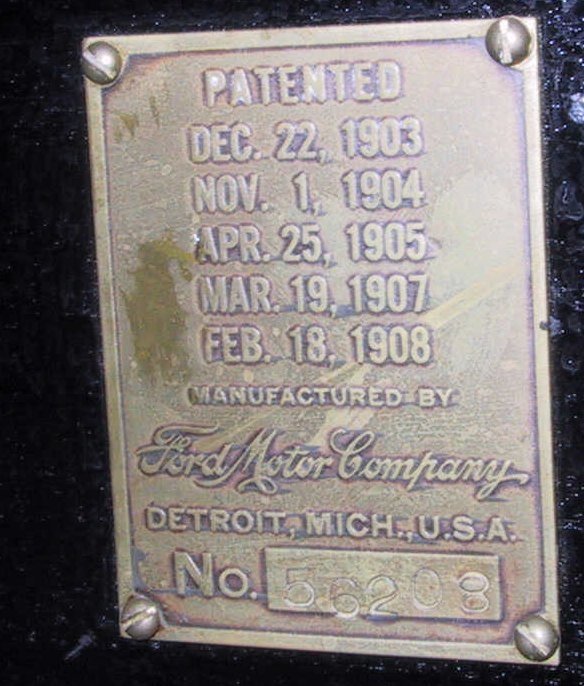 PATENTED
DEC. 22, 1903
NOV. 1, 1904
APR. 25, 1905
MAR. 19, 1907
FEB. 18, 1908
MANUFACTURED BY
The Ford Motor Company
DETROIT, MICH., U.S.A.
No. 56208